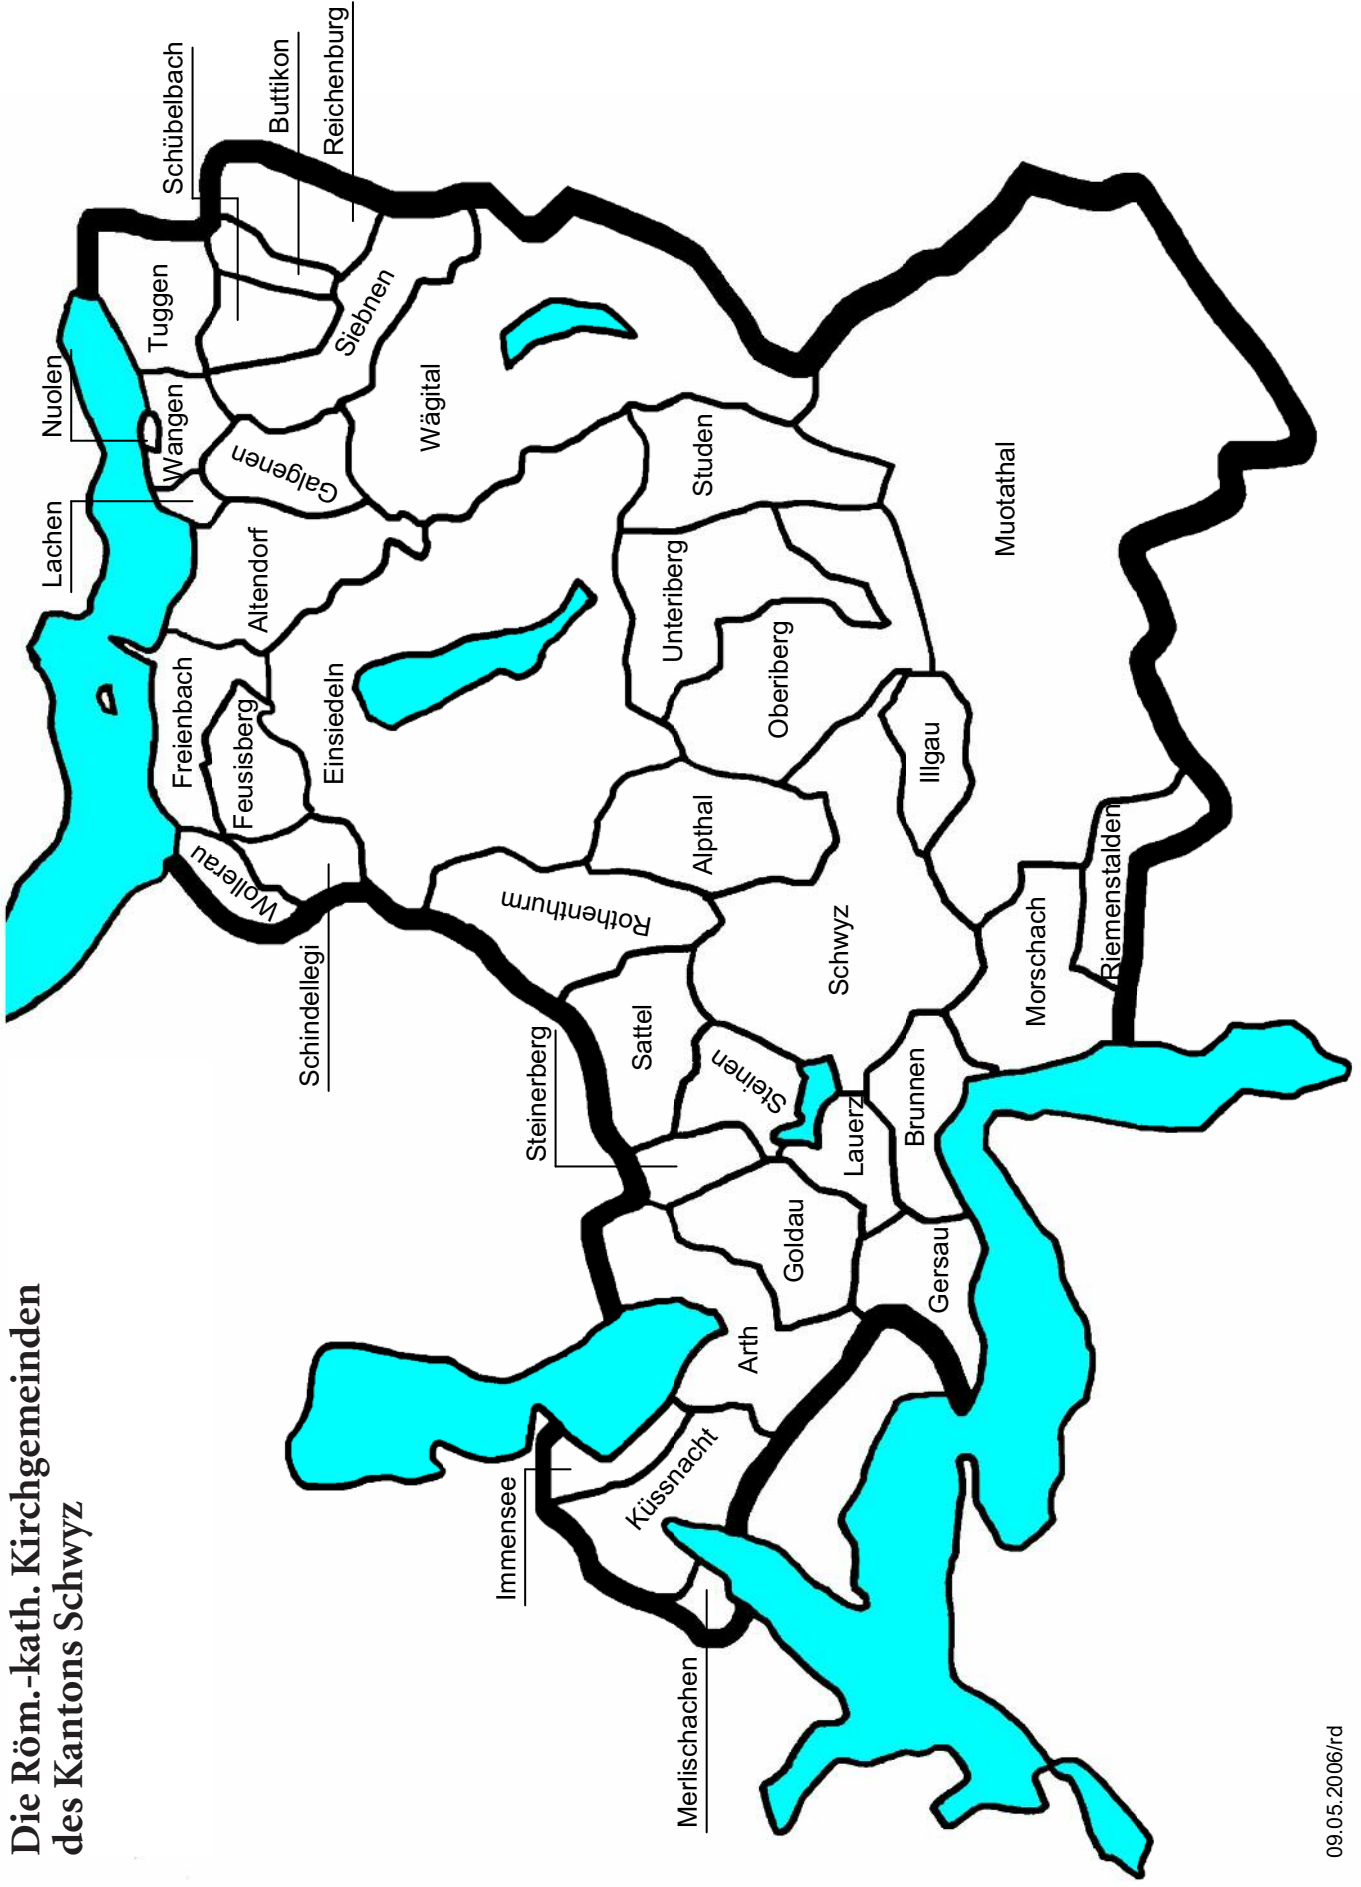 Die Röm.-kath. Kirchgemeinden
des Kantons Schwyz
Schübelbach
Buttikon
Reichenburg
Tuggen
Nuolen
Wangen
Siebnen
Lachen
Galgenen
Wägital
Altendorf
Studen
Muotathal
Freienbach
Feusisberg
Einsiedeln
Unteriberg
Oberiberg
Illgau
Wollerau
Schindellegi
Rothenthurm
Alpthal
Schwyz
Riemenstalden
Morschach
Sattel
Steinerberg
Steinen
Lauerz
Brunnen
Goldau
Gersau
Arth
Küssnacht
Immensee
Merlischachen
09.05.2006/rd